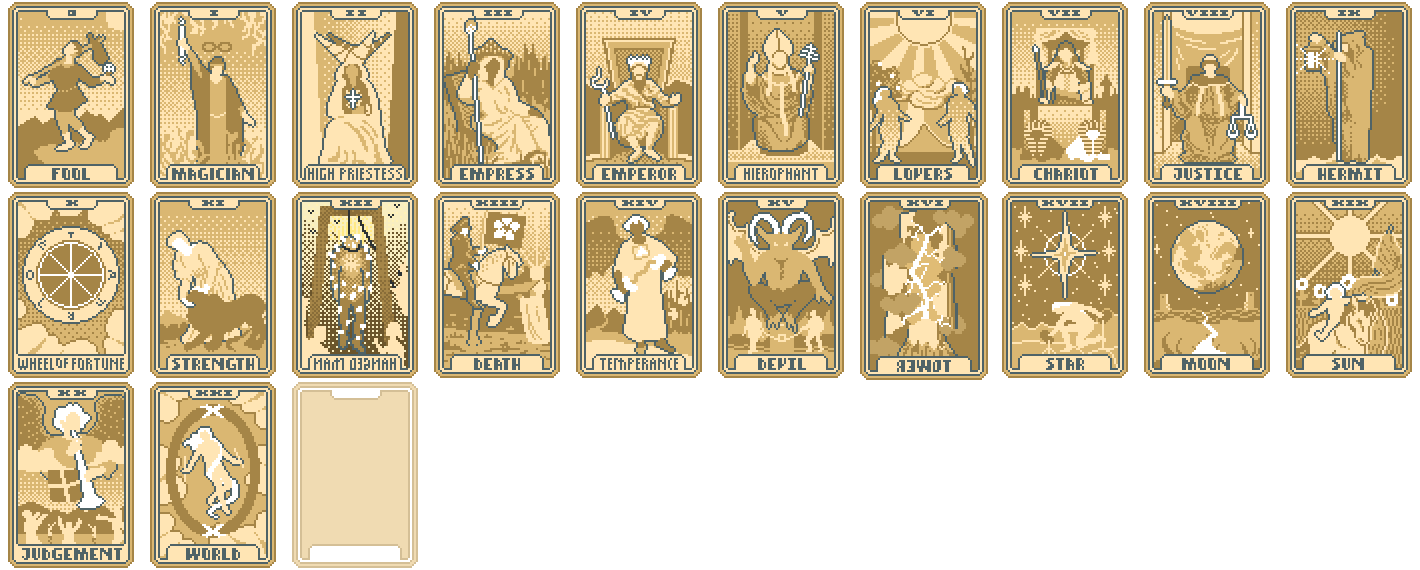 0
FOOL
I
MAGICIAN
II
HIGH PRIESTESS
III
EMPRESS
IV
EMPEROR
V
HIEROPHANT
VI
LOVERS
VII
CHARIOT
VIII
JUSTICE
IX
HERMIT
X
WHEEL OF FORTUNE
XI
STRENGTH
XII
HANGED MAN
XIII
DEATH
XIV
TEMPERANCE
XV
DEVIL
XVI
TOWER
XVII
STAR
XVIII
MOON
XIX
SUN
XX
JUDGEMENT
XXI
WORLD